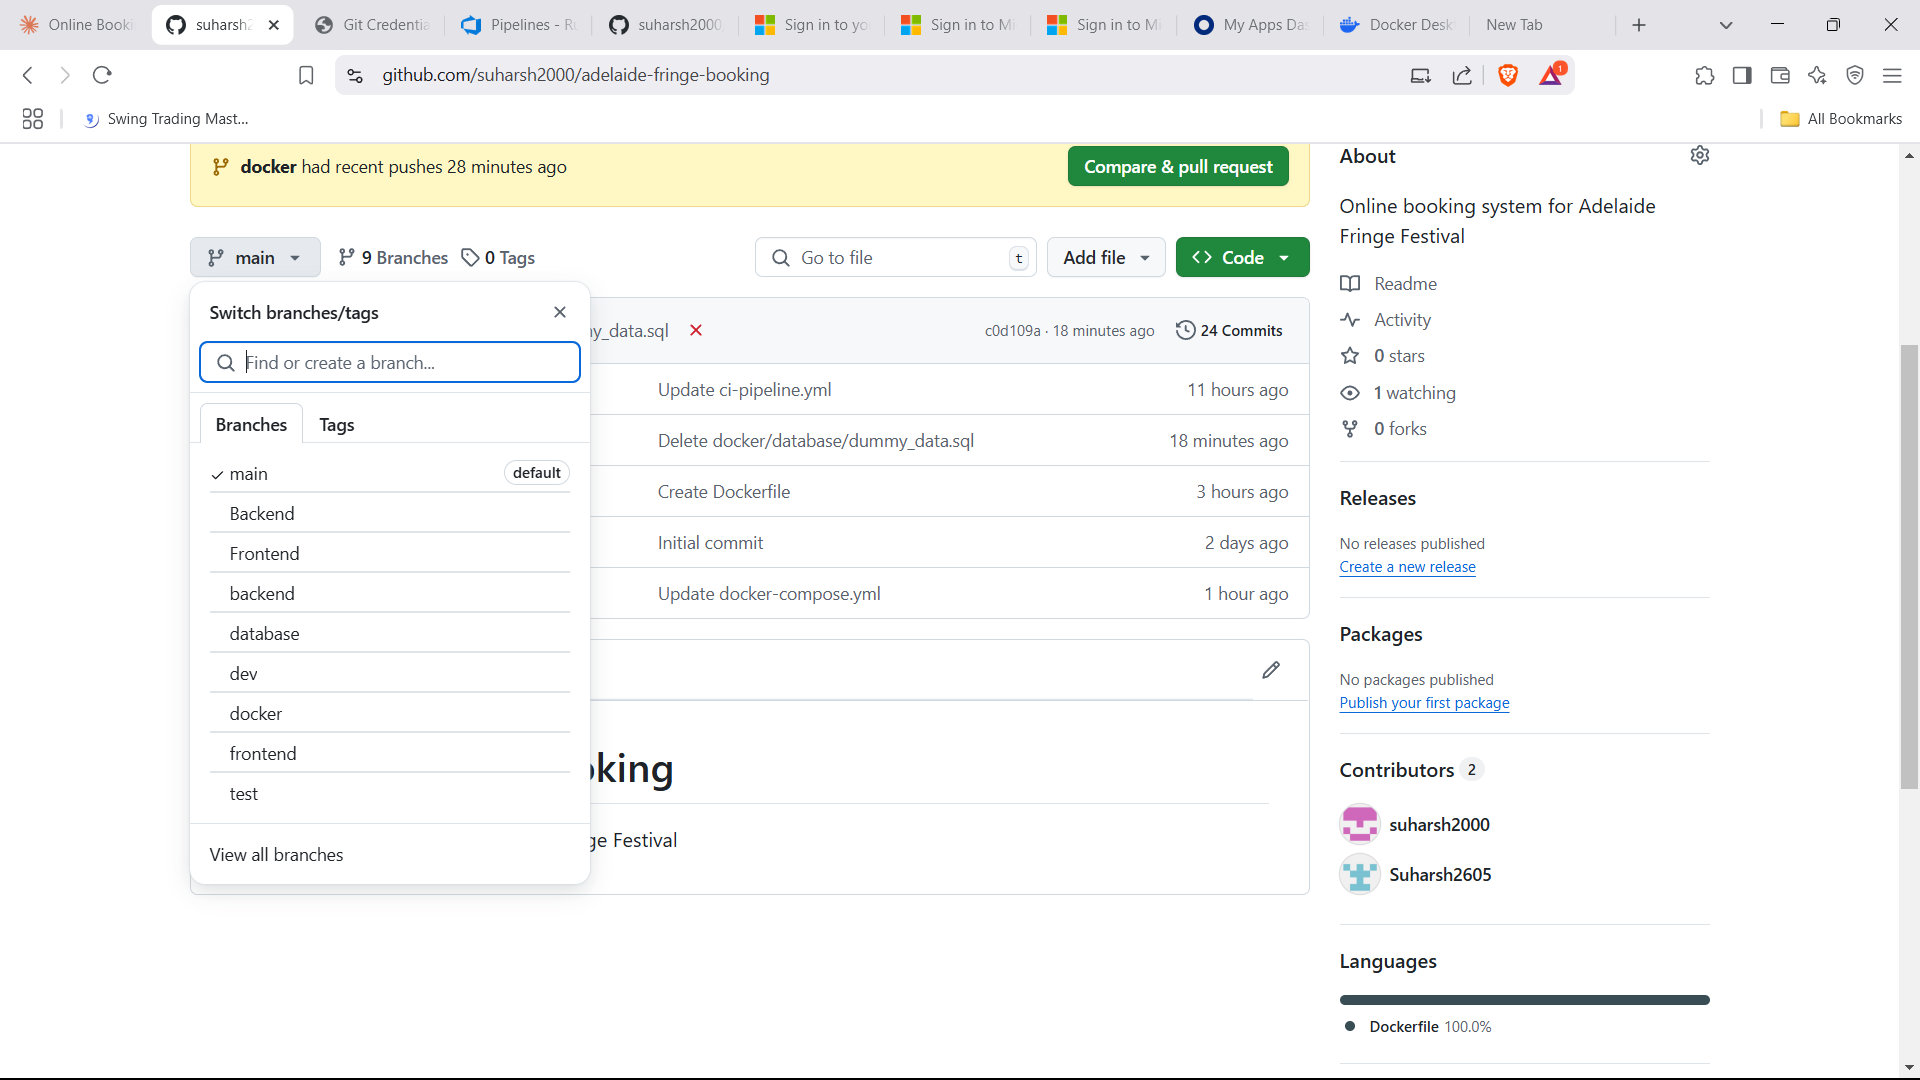 Online Booki
suharsh2
Git Credentia
Pipelines - Ru
suharsh2000
Sign in to yo
Sign in to Mi
Sign in to Mi
My Apps Das
Docker Desk
New Tab
github.com/suharsh2000/adelaide-fringe-booking
1
Swing Trading Mast...
All Bookmarks
docker had recent pushes 28 minutes ago
Compare & pull request
main
9 Branches
0 Tags
Go to file
t
Add file
Code
Switch branches/tags
Find or create a branch...
Branches
Tags
main
default
Backend
Frontend
backend
database
dev
docker
frontend
test
View all branches
ny_data.sql
c0d109a · 18 minutes ago
24 Commits
Update ci-pipeline.yml
11 hours ago
Delete docker/database/dummy_data.sql
18 minutes ago
Create Dockerfile
3 hours ago
Initial commit
2 days ago
Update docker-compose.yml
1 hour ago
oking
ge Festival
About
Online booking system for Adelaide
Fringe Festival
Readme
Activity
0 stars
1 watching
0 forks
Releases
No releases published
Create a new release
Packages
No packages published
Publish your first package
Contributors 2
suharsh2000
Suharsh2605
Languages
Dockerfile 100.0%